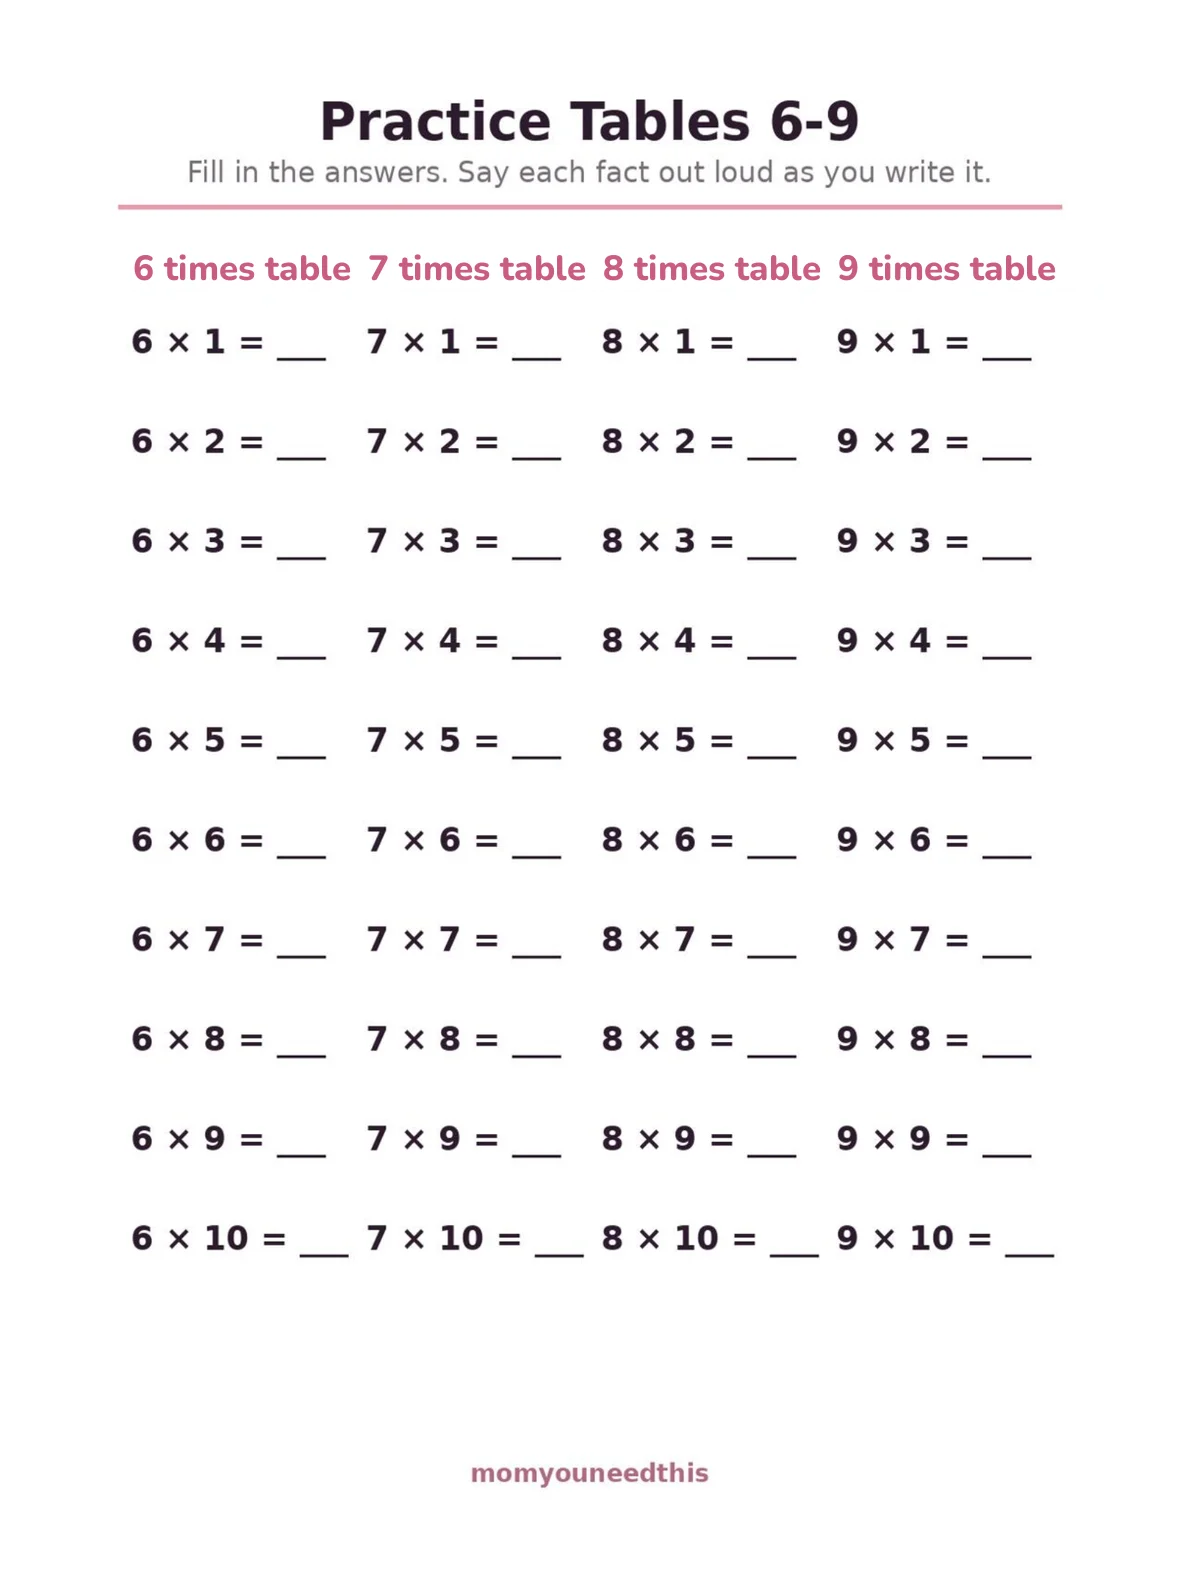 Practice Tables 6-9
Fill in the answers. Say each fact out loud as you write it.
6 times table 7 times table 8 times table 9 times table
6 × 1 = ___ 7 × 1 = ___ 8 × 1 = ___ 9 × 1 = ___
6 × 2 = ___ 7 × 2 = ___ 8 × 2 = ___ 9 × 2 = ___
6 × 3 = ___ 7 × 3 = ___ 8 × 3 = ___ 9 × 3 = ___
6 × 4 = ___ 7 × 4 = ___ 8 × 4 = ___ 9 × 4 = ___
6 × 5 = ___ 7 × 5 = ___ 8 × 5 = ___ 9 × 5 = ___
6 × 6 = ___ 7 × 6 = ___ 8 × 6 = ___ 9 × 6 = ___
6 × 7 = ___ 7 × 7 = ___ 8 × 7 = ___ 9 × 7 = ___
6 × 8 = ___ 7 × 8 = ___ 8 × 8 = ___ 9 × 8 = ___
6 × 9 = ___ 7 × 9 = ___ 8 × 9 = ___ 9 × 9 = ___
6 × 10 = ___ 7 × 10 = ___ 8 × 10 = ___ 9 × 10 = ___
momyouneedthis